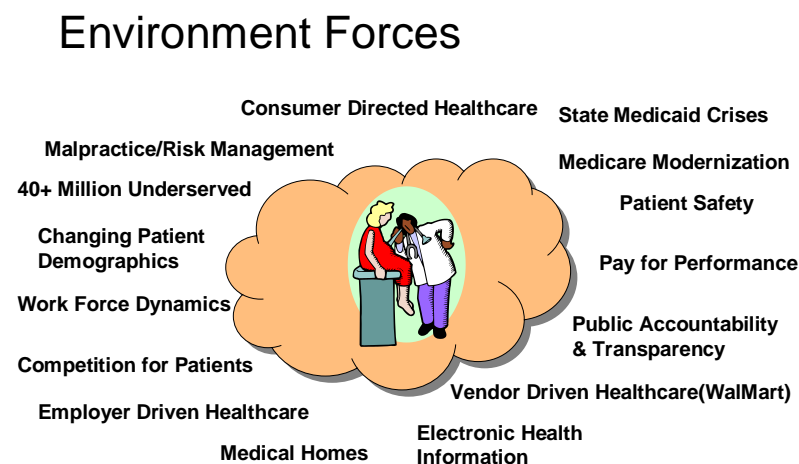 Environment Forces
Consumer Directed Healthcare
State Medicaid Crises
Malpractice/Risk Management
Medicare Modernization
40+ Million Underserved
Patient Safety
Changing Patient
Demographics
Pay for Performance
Work Force Dynamics
Public Accountability
& Transparency
Competition for Patients
Vendor Driven Healthcare(WalMart)
Employer Driven Healthcare
Medical Homes
Electronic Health
Information